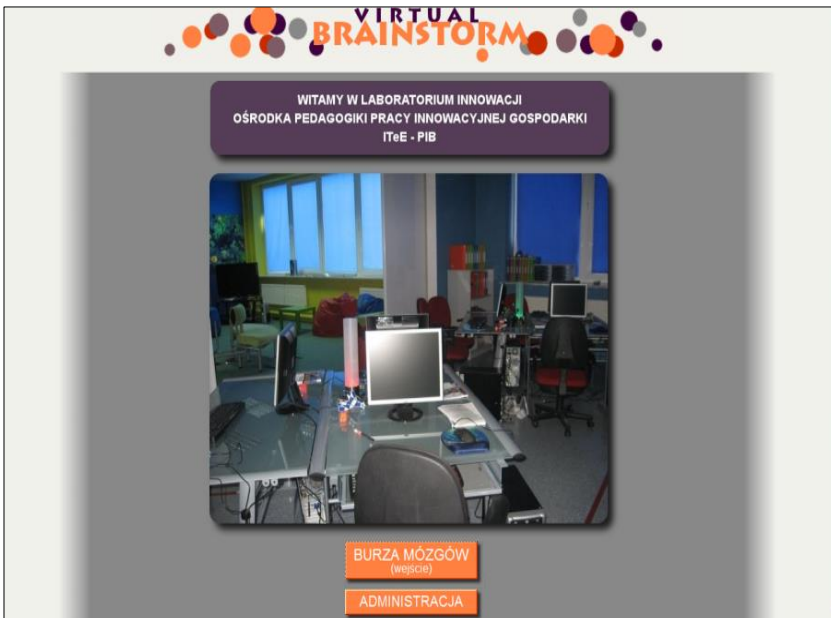 VIRTUAL
BRAINSTORM
WITAMY W LABORATORIUM INNOWACJI
OŚRODKA PEDAGOGIKI PRACY INNOWACYJNEJ GOSPODARKI
ITeE - PIB
BURZA MÓZGÓW
(wejście)
ADMINISTRACJA